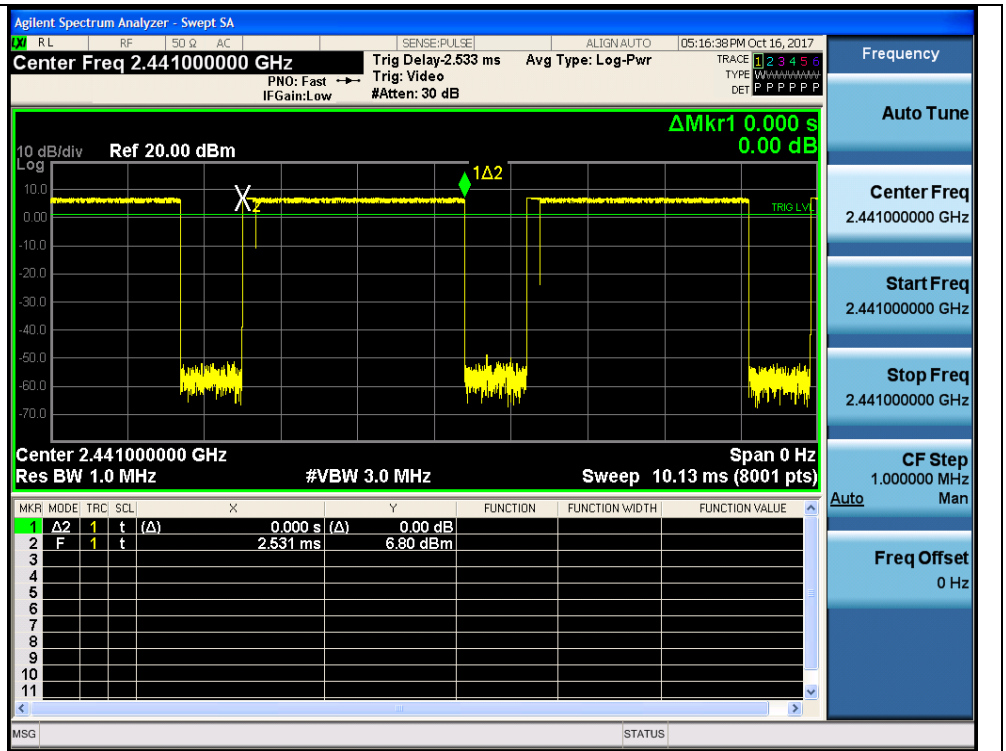 Agilent Spectrum Analyzer - Swept SA
LXI RL RF 50 Ω AC SENSE:PULSE ALIGN AUTO 05:16:38 PM Oct 16, 2017
Center Freq 2.441000000 GHz
PNO: Fast
IFGain:Low
Trig Delay-2.533 ms
Trig: Video
#Atten: 30 dB
Avg Type: Log-Pwr
TRACE 1 2 3 4 5 6
TYPE WWWWWW
DET P P P P P P
ΔMkr1 0.000 s
0.00 dB
10 dB/div Ref 20.00 dBm
Log
10.0
0.00
-10.0
-20.0
-30.0
-40.0
-50.0
-60.0
-70.0
X2
1Δ2
TRIG LVL
Center 2.441000000 GHz Span 0 Hz
Res BW 1.0 MHz #VBW 3.0 MHz Sweep 10.13 ms (8001 pts)
MKR MODE TRC SCL X Y FUNCTION FUNCTION WIDTH FUNCTION VALUE
1 Δ2 1 t (Δ) 0.000 s (Δ) 0.00 dB
2 F 1 t 2.531 ms 6.80 dBm
3
4
5
6
7
8
9
10
11
MSG STATUS
Frequency
Auto Tune
Center Freq
2.441000000 GHz
Start Freq
2.441000000 GHz
Stop Freq
2.441000000 GHz
CF Step
1.000000 MHz
Auto Man
Freq Offset
0 Hz